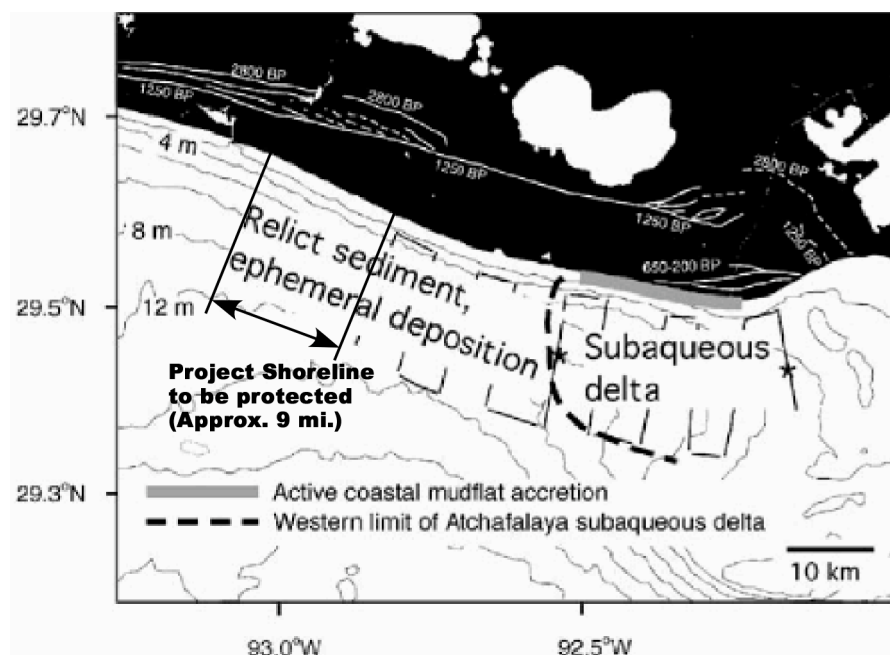 2800 BP
1250 BP
2800 BP
29.7°N
4 m
1250 BP
2800 BP
1250 BP
1250 BP
8 m
Relict sediment,
ephemeral deposition
650-200 BP
12 m
29.5°N
Subaqueous
delta
Project Shoreline
to be protected
(Approx. 9 mi.)
29.3°N
Active coastal mudflat accretion
Western limit of Atchafalaya subaqueous delta
10 km
93.0°W
92.5°W